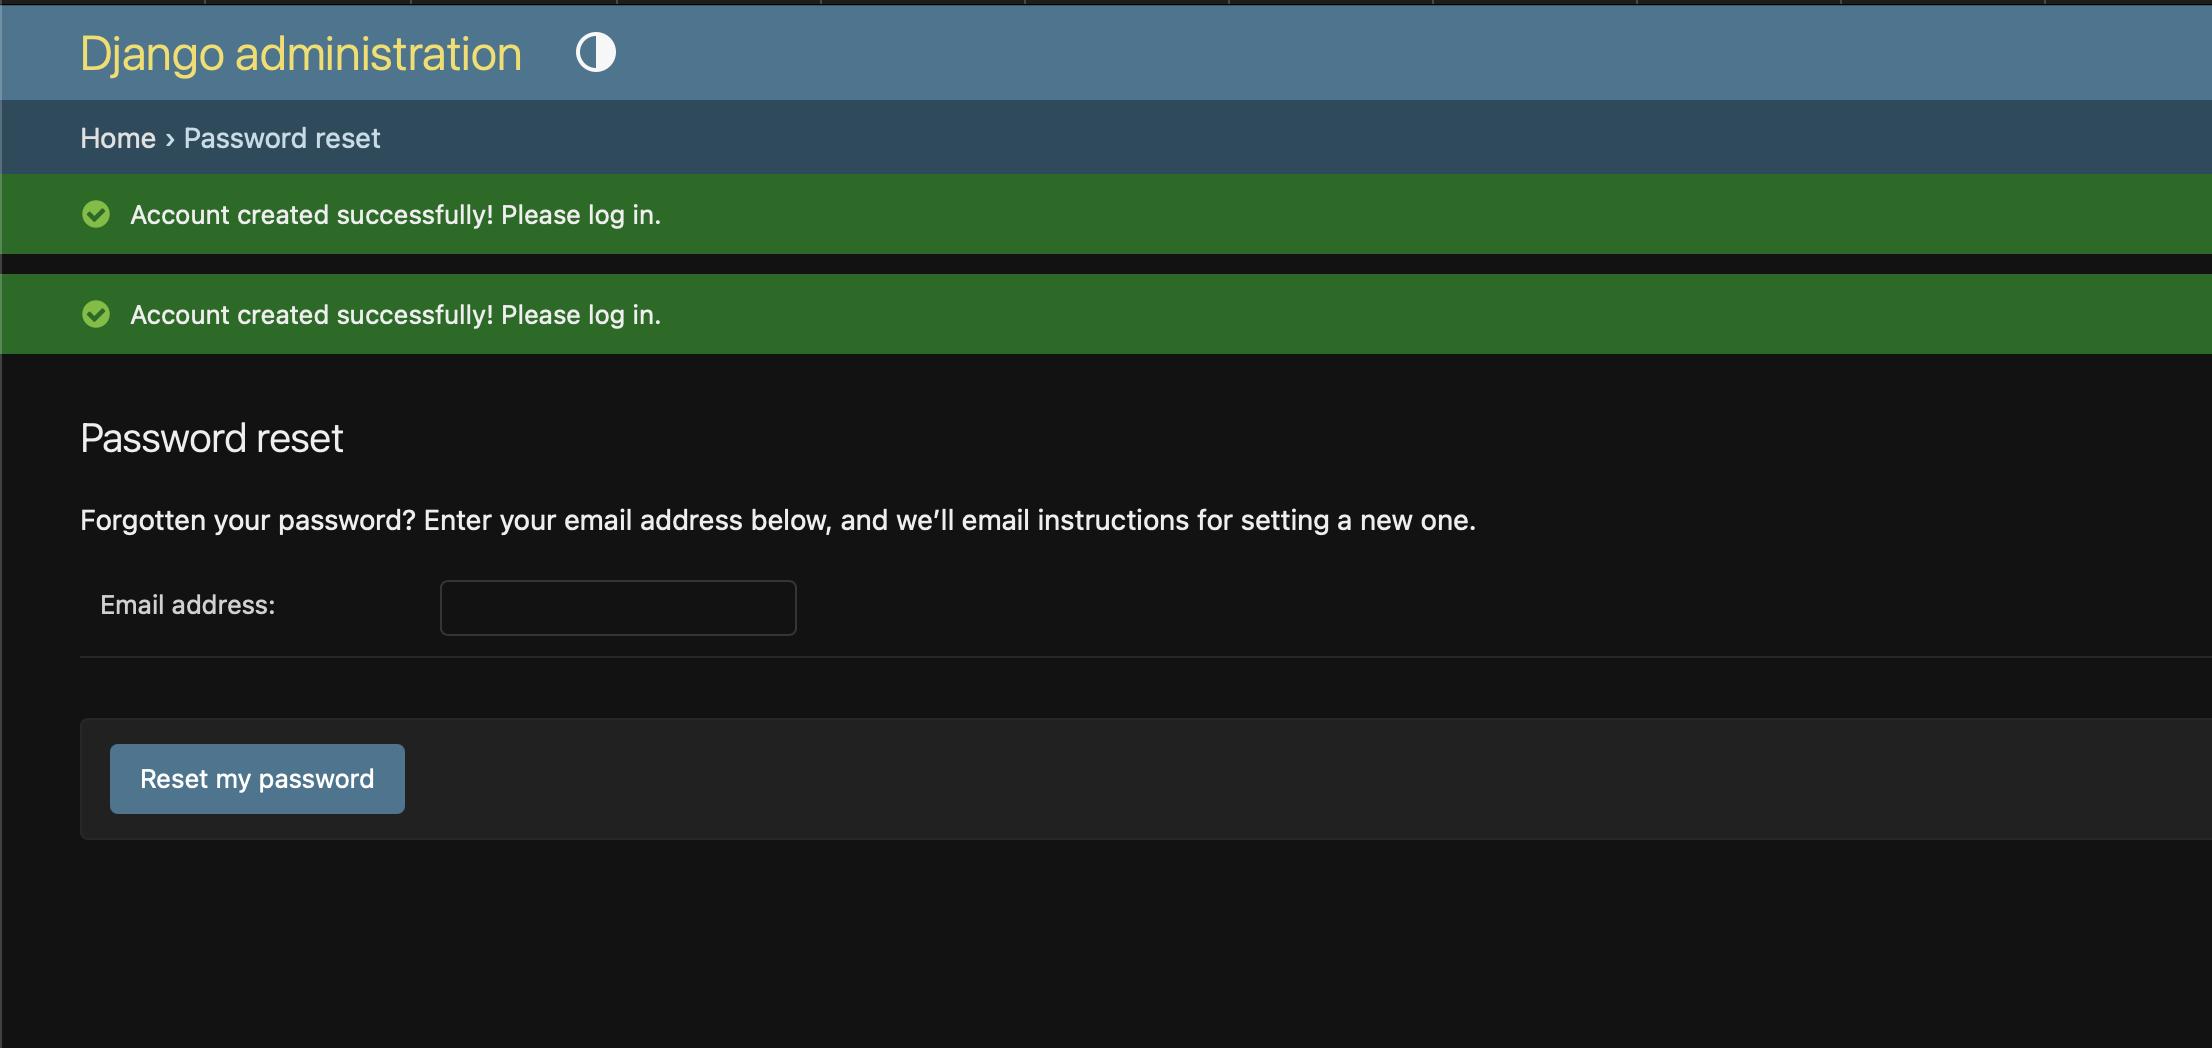 Django administration
Home › Password reset
Account created successfully! Please log in.
Account created successfully! Please log in.
Password reset
Forgotten your password? Enter your email address below, and we’ll email instructions for setting a new one.
Email address:
Reset my password